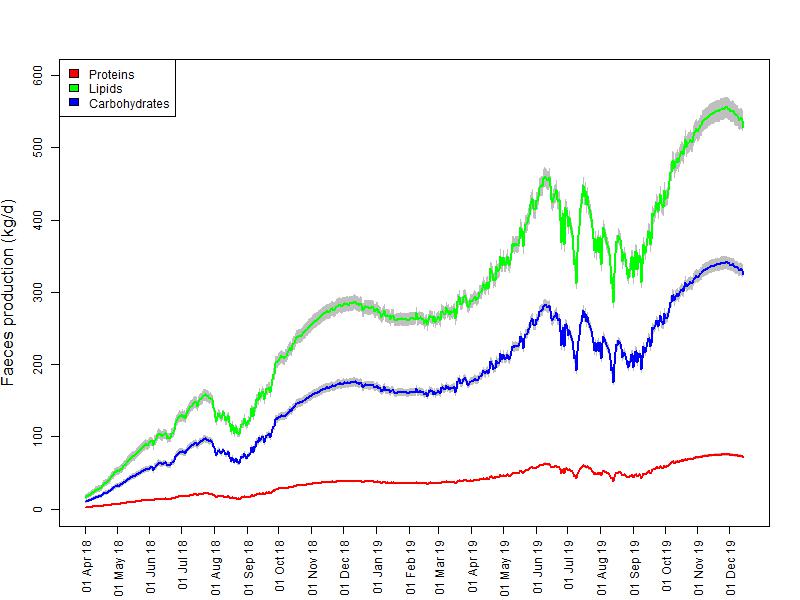 Proteins
Lipids
Carbohydrates
Faeces production (kg/d)
600
500
400
300
200
100
0
01 Apr 18
01 May 18
01 Jun 18
01 Jul 18
01 Aug 18
01 Sep 18
01 Oct 18
01 Nov 18
01 Dec 18
01 Jan 19
01 Feb 19
01 Mar 19
01 Apr 19
01 May 19
01 Jun 19
01 Jul 19
01 Aug 19
01 Sep 19
01 Oct 19
01 Nov 19
01 Dec 19